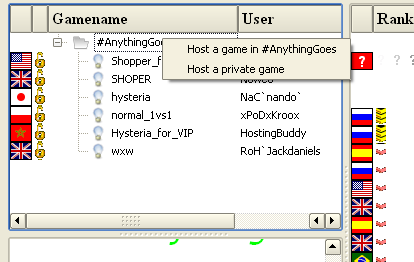 Gamename User Rank
#AnythingGoes
Host a game in #AnythingGoes
Host a private game
Shopper_f
SHOPER
hysteria NaC`nando`
normal_1vs1 xPoDxKroox
Hysteria_for_VIP HostingBuddy
wxw RoH`Jackdaniels